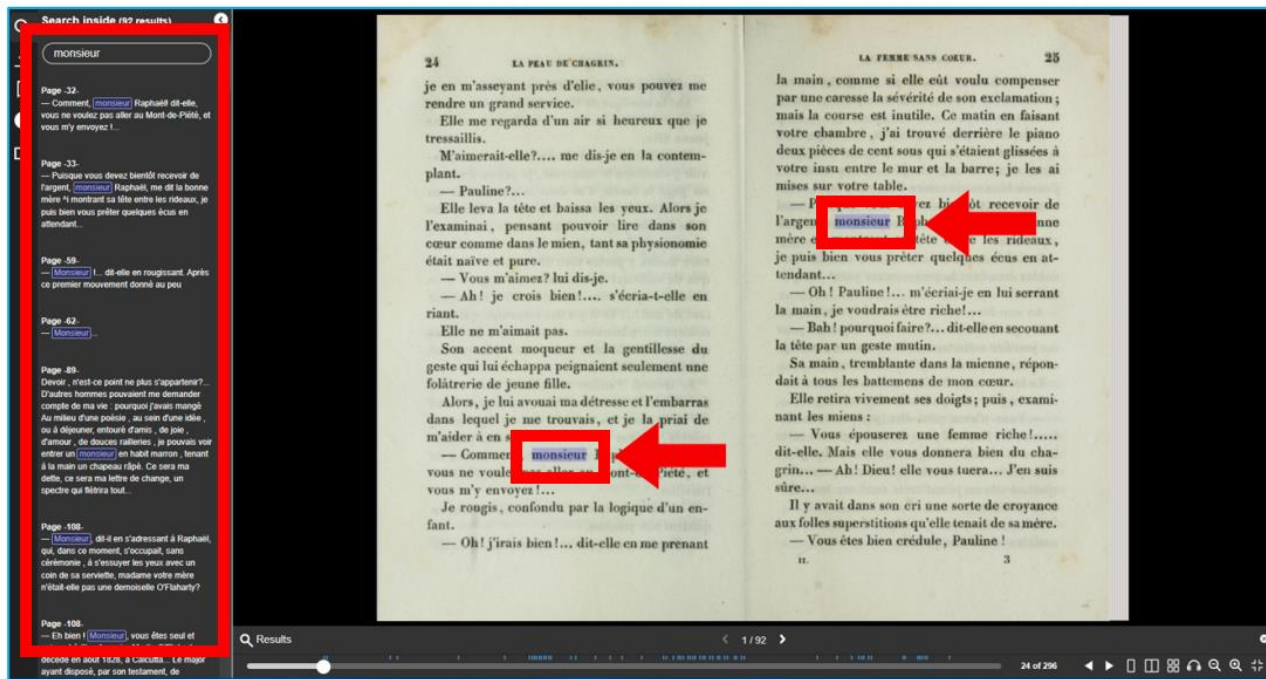 Search inside (92 results)
monsieur
Page -32-
— Comment, monsieur Raphaël! dit-elle,
vous ne voulez pas aller au Mont-de-Piété, et
vous m'y envoyez !...
Page -33-
— Puisque vous devez bientôt recevoir de
l'argent, monsieur Raphaël, me dit la bonne
mère ^i montrant sa tête entre les rideaux, je
puis bien vous prêter quelques écus en
attendant...
Page -59-
— Monsieur !... dit-elle en rougissant. Après
ce premier mouvement donné au peu
Page -62-
— Monsieur...
Page -89-
Devoir , n'est-ce point ne plus s'appartenir?...
D'autres hommes pouvaient me demander
compte de ma vie : pourquoi j'avais mangé
Au milieu d'une poésie , au sein d'une idée ,
ou à déjeuner, entouré d'amis , de joie ,
d'amour , de douces railleries , je pouvais voir
entrer un monsieur en habit marron , tenant
à la main un chapeau râpé. Ce sera ma
dette, ce sera ma lettre de change, un
spectre qui flétrira tout...
Page -108-
— Monsieur, dit-il en s'adressant à Raphaël,
qui, dans ce moment, s'occupait, sans
cérémonie , à s'essuyer les yeux avec un
coin de sa serviette, madame votre mère
n'était-elle pas une demoiselle O'Flaharty?
Page -108-
— Eh bien ! Monsieur, vous êtes seul et
décédé en août 1828, à Calcutta... Le major
ayant disposé, par son testament, de
24 LA PEAU DE CHAGRIN.
je en m'asseyant près d'elle, vous pouvez me
rendre un grand service.
Elle me regarda d'un air si heureux que je
tressaillis.
M'aimerait-elle?.... me dis-je en la contem-
plant.
— Pauline?...
Elle leva la tête et baissa les yeux. Alors je
l'examinai , pensant pouvoir lire dans son
cœur comme dans le mien, tant sa physionomie
était naïve et pure.
— Vous m'aimez? lui dis-je.
— Ah! je crois bien!.... s'écria-t-elle en
riant.
Elle ne m'aimait pas.
Son accent moqueur et la gentillesse du
geste qui lui échappa peignaient seulement une
folâtrerie de jeune fille.
Alors, je lui avouai ma détresse et l'embarras
dans lequel je me trouvais, et je la priai de
m'aider à en
— monsieur
vous ne Piété, et
vous m'y envoyez!...
Je rougis, confondu par la logique d'un en-
fant.
— Oh! j'irais bien!... dit-elle en me prenant
LA FEMME SANS COEUR. 25
la main, comme si elle eût voulu compenser
par une caresse la sévérité de son exclamation ;
mais la course est inutile. Ce matin en faisant
votre chambre, j'ai trouvé derrière le piano
deux pièces de cent sous qui s'étaient glissées à
votre insu entre le mur et la barre; je les ai
mises sur votre table.
— recevoir de
monsieur
mère les rideaux,
je puis bien vous prêter quelques écus en at-
tendant...
— Oh! Pauline!... m'écriai-je en lui serrant
la main, je voudrais être riche!...
— Bah! pourquoi faire?... dit-elle en secouant
la tête par un geste mutin.
Sa main, tremblante dans la mienne, répon-
dait à tous les battemens de mon cœur.
Elle retira vivement ses doigts; puis , exami-
nant les miens :
— Vous épouserez une femme riche!.....
dit-elle. Mais elle vous donnera bien du cha-
grin... — Ah! Dieu! elle vous tuera... J'en suis
sûre...
Il y avait dans son cri une sorte de croyance
aux folles superstitions qu'elle tenait de sa mère.
— Vous êtes bien crédule, Pauline !
II. 3
Results
1 / 92
24 of 296